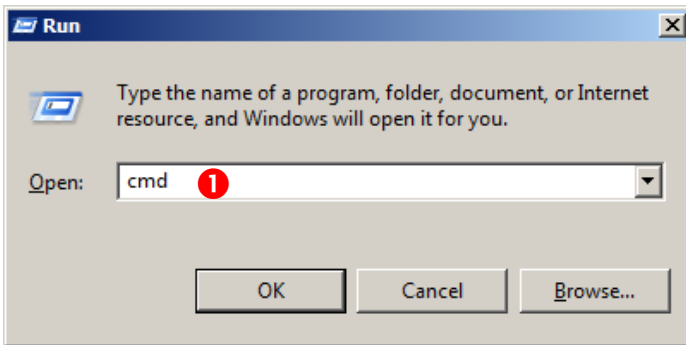 Run
Type the name of a program, folder, document, or Internet
resource, and Windows will open it for you.
Open: cmd 1
OK Cancel Browse...